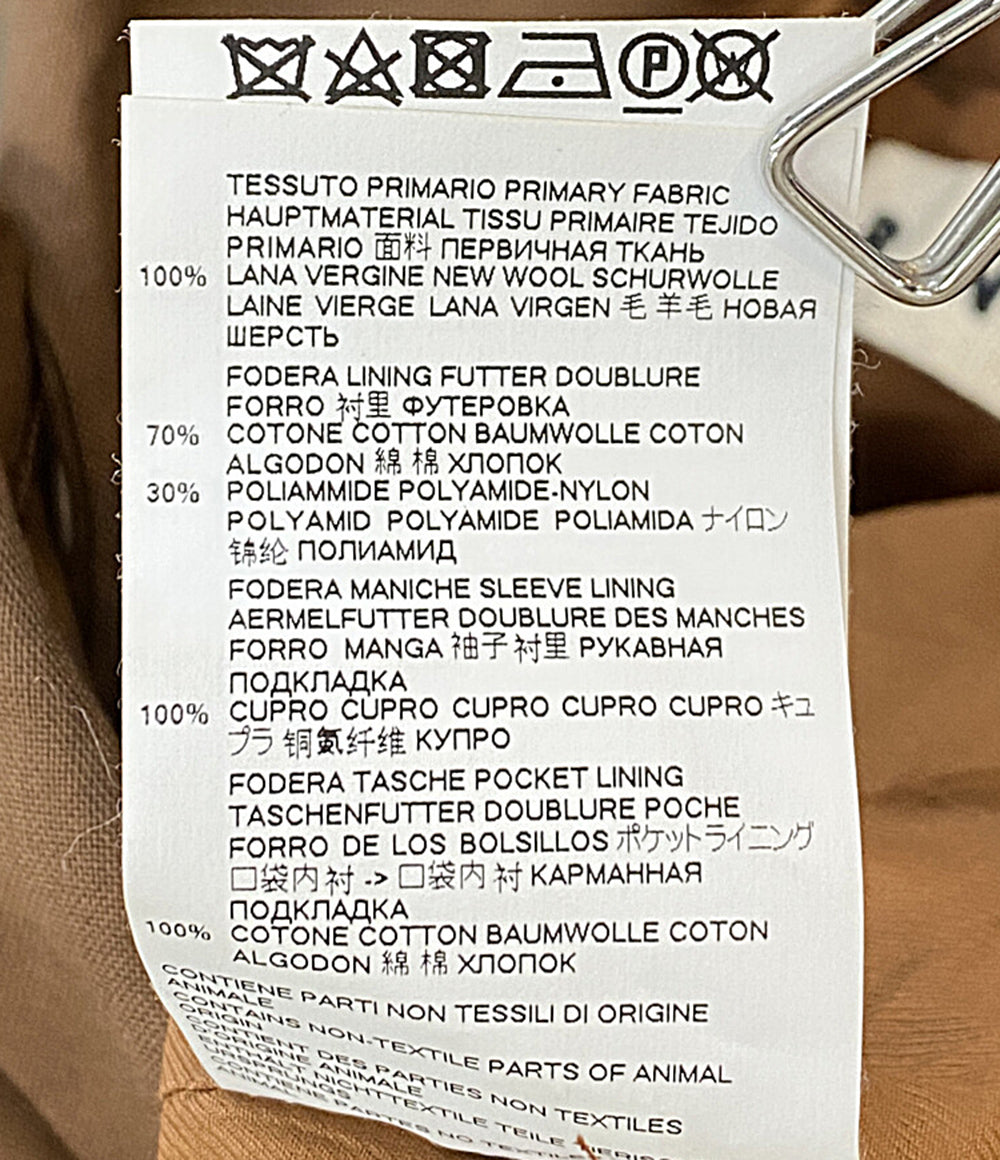 P
W
TESSUTO PRIMARIO PRIMARY FABRIC
HAUPTMATERIAL TISSU PRIMAIRE TEJIDO
PRIMARIO 面料 ПЕРВИЧНАЯ ТКАНЬ
100% LANA VERGINE NEW WOOL SCHURWOLLE
LAINE VIERGE LANA VIRGEN 毛 羊毛 НОВАЯ
ШЕРСТЬ
FODERA LINING FUTTER DOUBLURE
FORRO 衬里 ФУТЕРОВКА
70% COTONE COTTON BAUMWOLLE COTON
ALGODON 綿 棉 ХЛОПОК
30% POLIAMMIDE POLYAMIDE-NYLON
POLYAMID POLYAMIDE POLIAMIDA ナイロン
锦纶 ПОЛИАМИД
FODERA MANICHE SLEEVE LINING
AERMELFUTTER DOUBLURE DES MANCHES
FORRO MANGA 袖子衬里 РУКАВНАЯ
ПОДКЛАДКА
100% CUPRO CUPRO CUPRO CUPRO CUPRO キュ
プラ 铜氨纤维 КУПРО
FODERA TASCHE POCKET LINING
TASCHENFUTTER DOUBLURE POCHE
FORRO DE LOS BOLSILLOS ポケットライニング
口袋内衬 -> 口袋内衬 КАРМАННАЯ
ПОДКЛАДКА
100% COTONE COTTON BAUMWOLLE COTON
ALGODON 綿 棉 ХЛОПОК
CONTIENE PARTI NON TESSILI DI ORIGINE
ANIMALE
CONTAINS NON-TEXTILE PARTS OF ANIMAL
ORIGIN
CONTIENT DES PARTIES NON TEXTILES
D'ORIGINE ANIMALE
ENTHÄLT NICHTTEXTILE TEILE